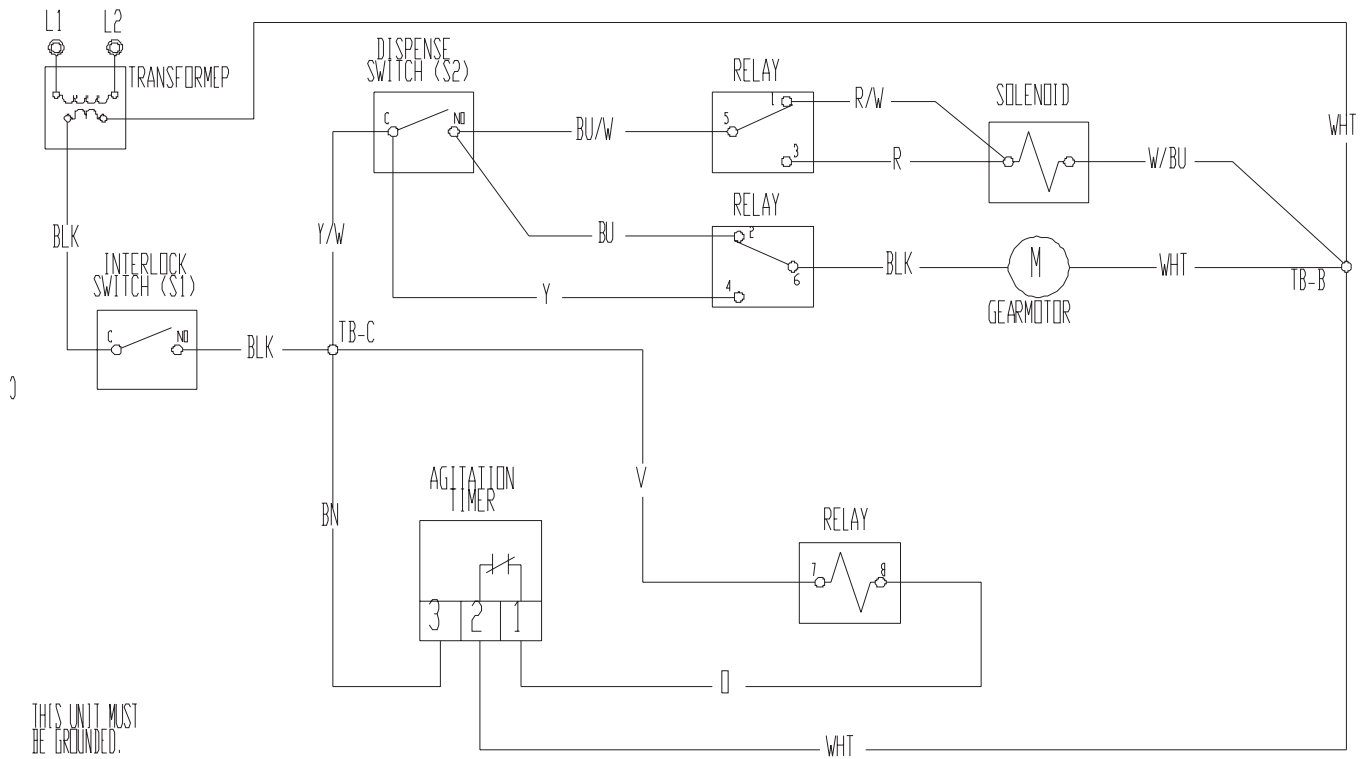 L1
L2
TRANSFORMEP
DISPENSE
SWITCH (S2)
C
NO
BU/W
RELAY
1
5
3
R/W
R
SOLENOID
W/BU
WHT
BLK
Y/W
BU
Y
RELAY
2
6
4
BLK
M
GEARMOTOR
WHT
TB-B
INTERLOCK
SWITCH (S1)
C
NO
BLK
TB-C
BN
V
AGITATION
TIMER
3
2
1
RELAY
7
8
O
WHT
THIS UNIT MUST
BE GROUNDED.